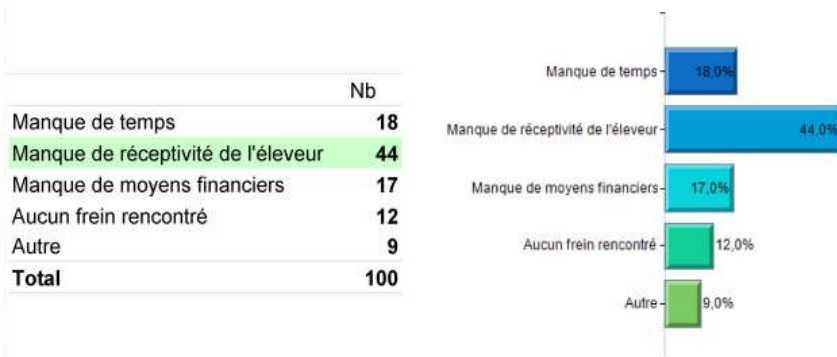 Nb
Manque de temps 18
Manque de réceptivité de l'éleveur 44
Manque de moyens financiers 17
Aucun frein rencontré 12
Autre 9
Total 100
Manque de temps 18,0%
Manque de réceptivité de l'éleveur 44,0%
Manque de moyens financiers 17,0%
Aucun frein rencontré 12,0%
Autre 9,0%